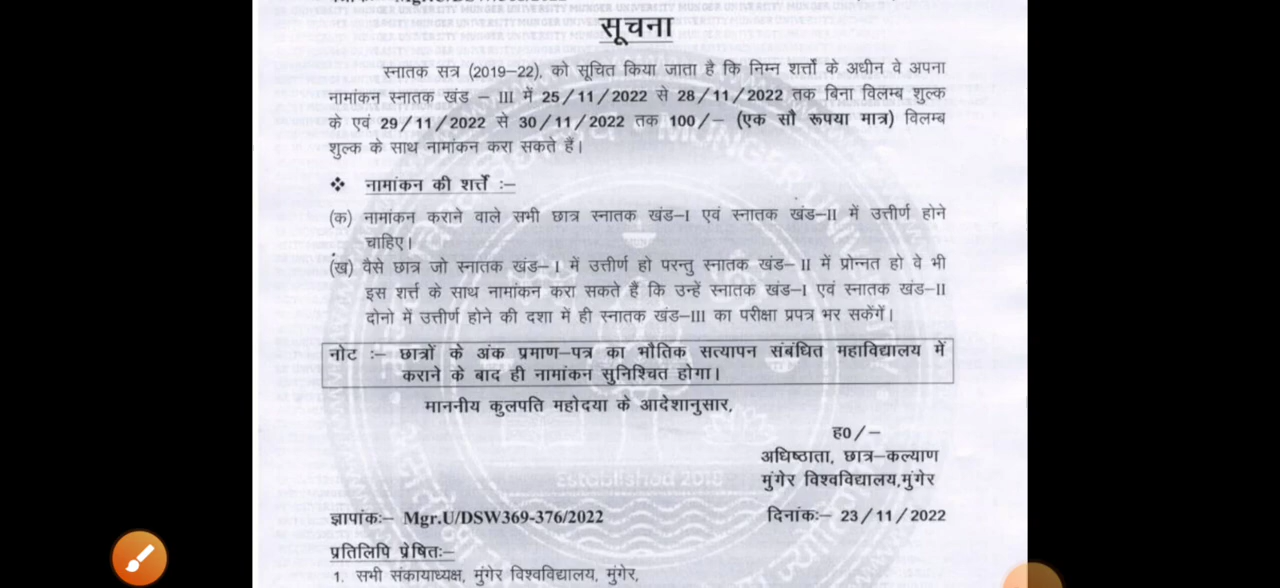 सूचना
स्नातक सत्र (2019–22), को सूचित किया जाता है कि निम्न शर्त्तो के अधीन वे अपना
नामांकन स्नातक खंड – III में 25/11/2022 से 28/11/2022 तक बिना विलम्ब शुल्क
के एवं 29/11/2022 से 30/11/2022 तक 100/– (एक सौ रूपया मात्र) विलम्ब
शुल्क के साथ नामांकन करा सकते हैं।
❖ नामांकन की शर्त्ते :–
(क) नामांकन कराने वाले सभी छात्र स्नातक खंड–I एवं स्नातक खंड–II में उत्तीर्ण होने
चाहिए।
(ख) वैसे छात्र जो स्नातक खंड–I में उत्तीर्ण हो परन्तु स्नातक खंड–II में प्रोन्नत हो वे भी
इस शर्त्त के साथ नामांकन करा सकते हैं कि उन्हें स्नातक खंड–I एवं स्नातक खंड–II
दोनो में उत्तीर्ण होने की दशा में ही स्नातक खंड–III का परीक्षा प्रपत्र भर सकेंगें।
नोट :– छात्रों के अंक प्रमाण–पत्र का भौतिक सत्यापन संबंधित महाविद्यालय में
कराने के बाद ही नामांकन सुनिश्चित होगा।
माननीय कुलपति महोदया के आदेशानुसार,
ह0/–
अधिष्ठाता, छात्र–कल्याण
मुंगेर विश्वविद्यालय,मुंगेर
Established 2018
ज्ञापांकः– Mgr.U/DSW369-376/2022 दिनांकः– 23/11/2022
प्रतिलिपि प्रेषितः–
1. सभी संकायाध्यक्ष, मुंगेर विश्वविद्यालय, मुंगेर,